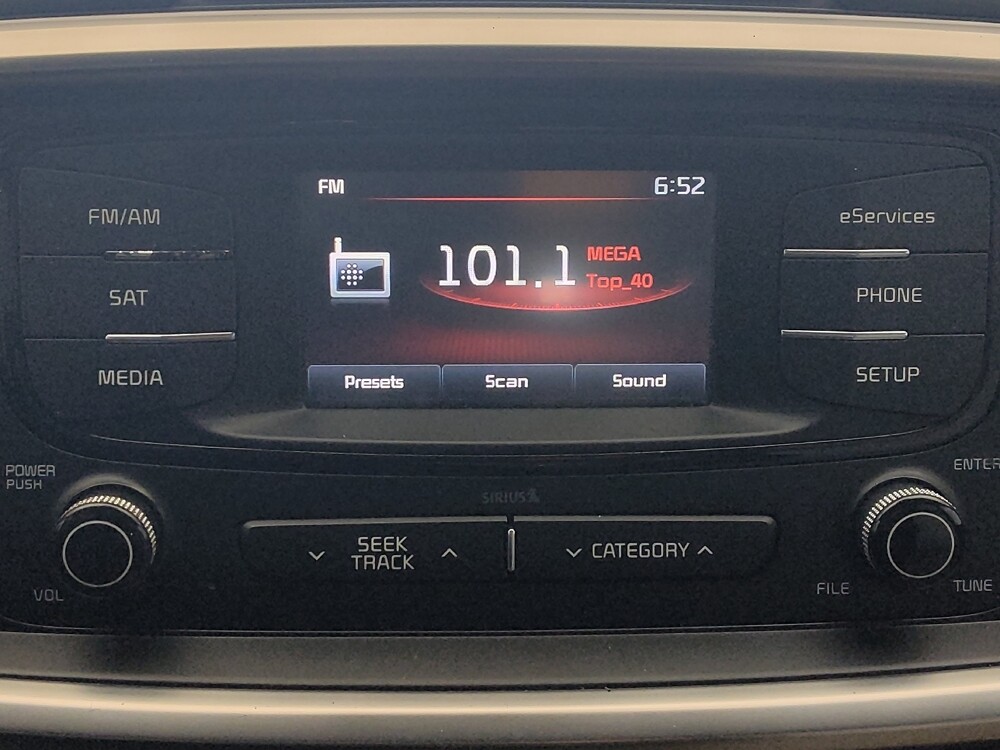 FM
6:52
101.1
MEGA
Top_40
Presets
Scan
Sound
FM/AM
SAT
MEDIA
eServices
PHONE
SETUP
POWER
PUSH
VOL
SIRIUS
SEEK
TRACK
CATEGORY
ENTER
FILE
TUNE